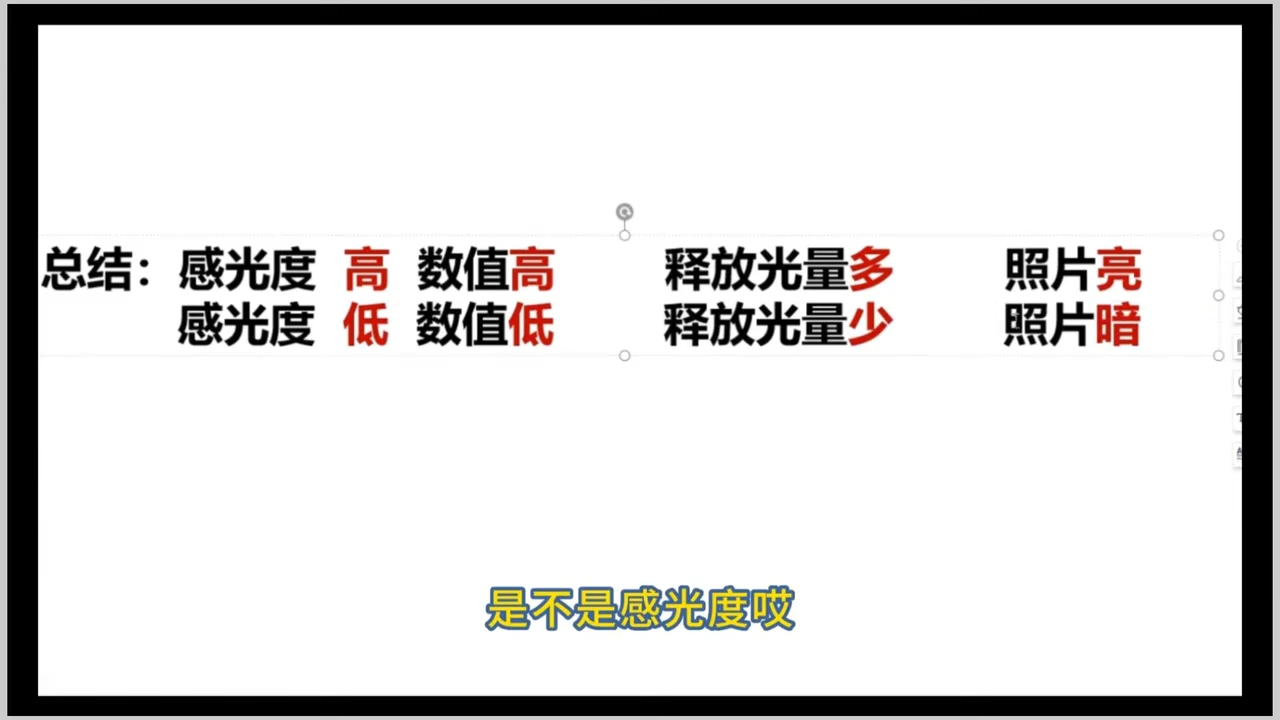 总结：感光度 高 数值高 释放光量多 照片亮
感光度 低 数值低 释放光量少 照片暗
是不是感光度哎